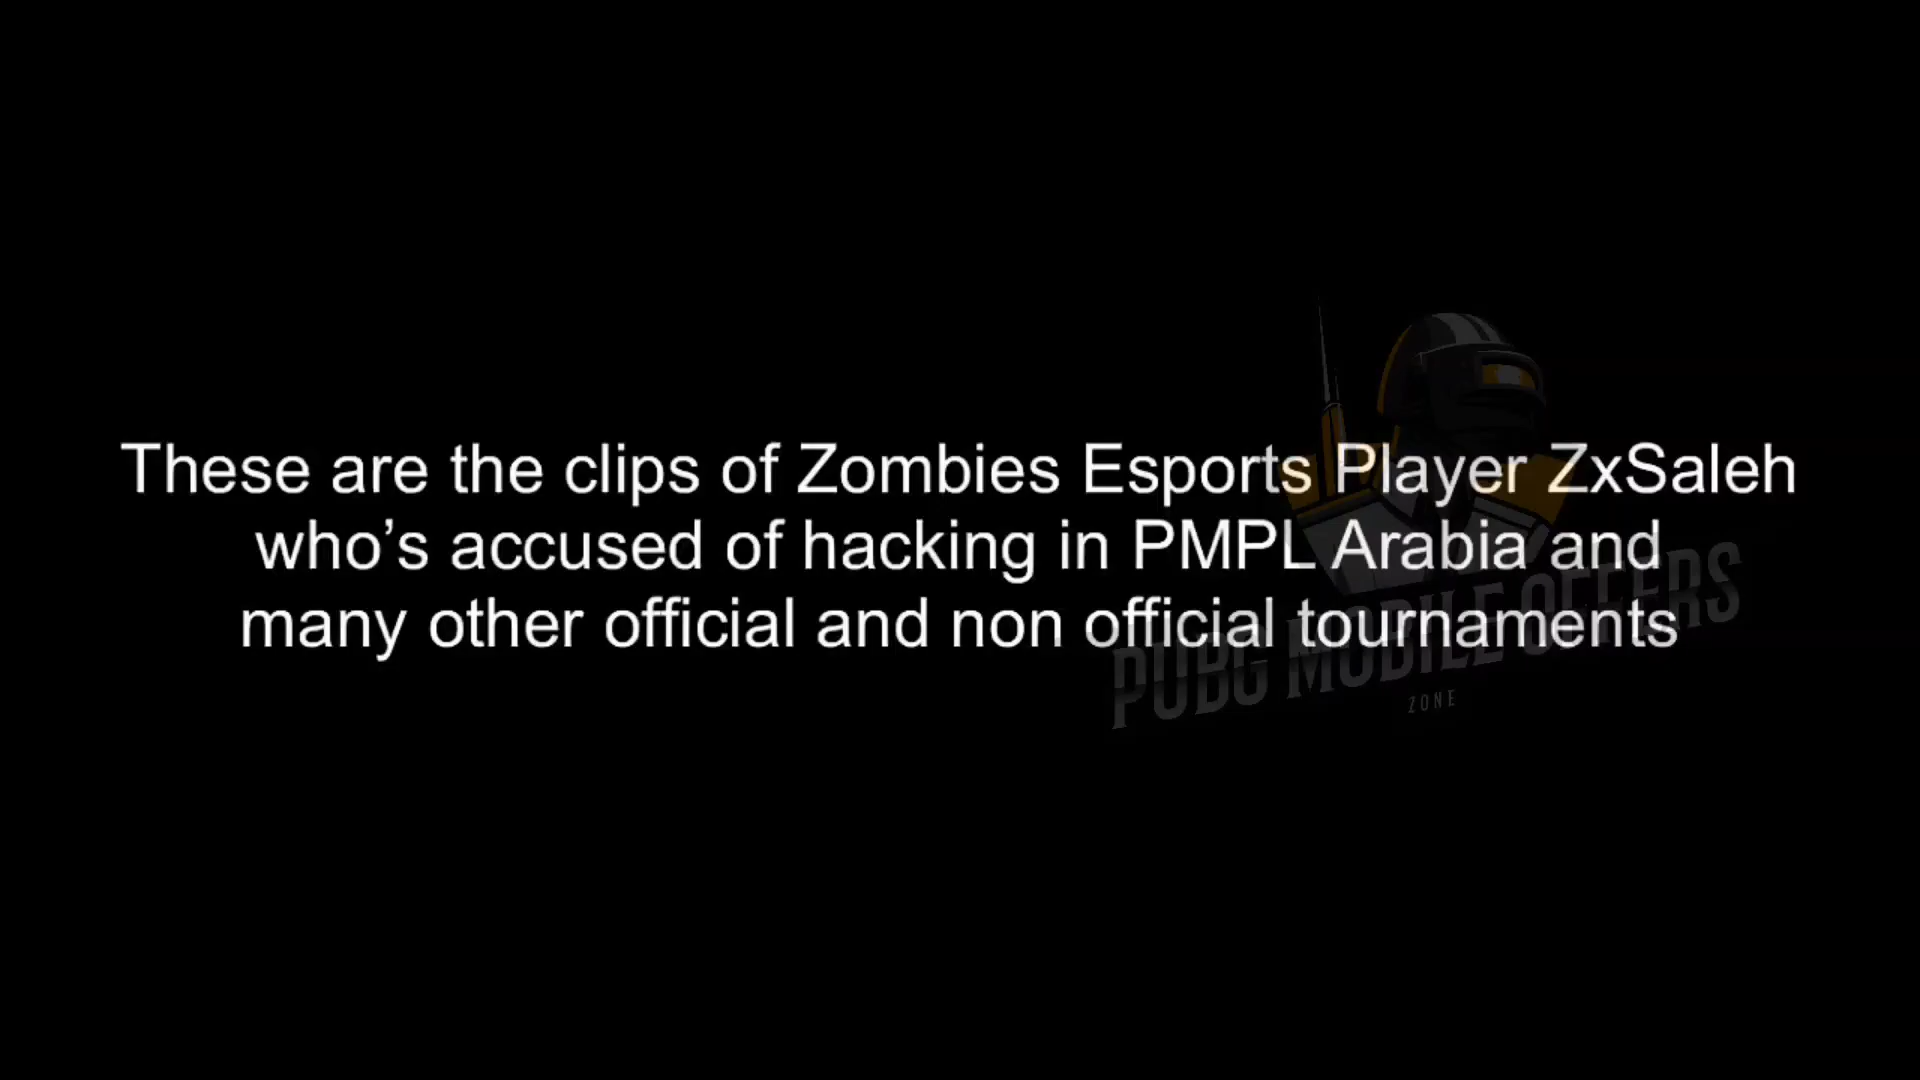 These are the clips of Zombies Esports Player ZxSaleh
who’s accused of hacking in PMPL Arabia and
many other official and non official tournaments
PUBG MOBILE OFFERS
ZONE